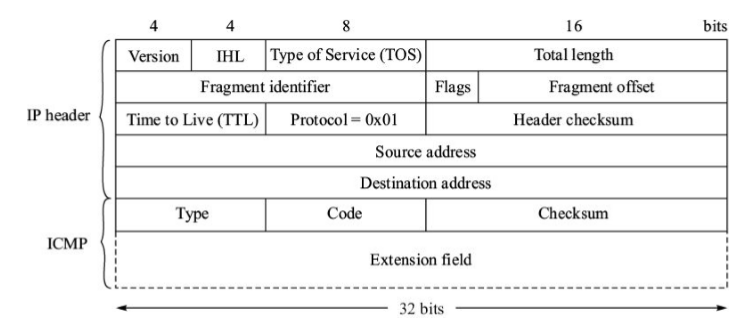 4 4 8 16 bits
Version IHL Type of Service (TOS) Total length
Fragment identifier Flags Fragment offset
IP header
Time to Live (TTL) Protocol = 0x01 Header checksum
Source address
Destination address
Type Code Checksum
ICMP
Extension field
32 bits